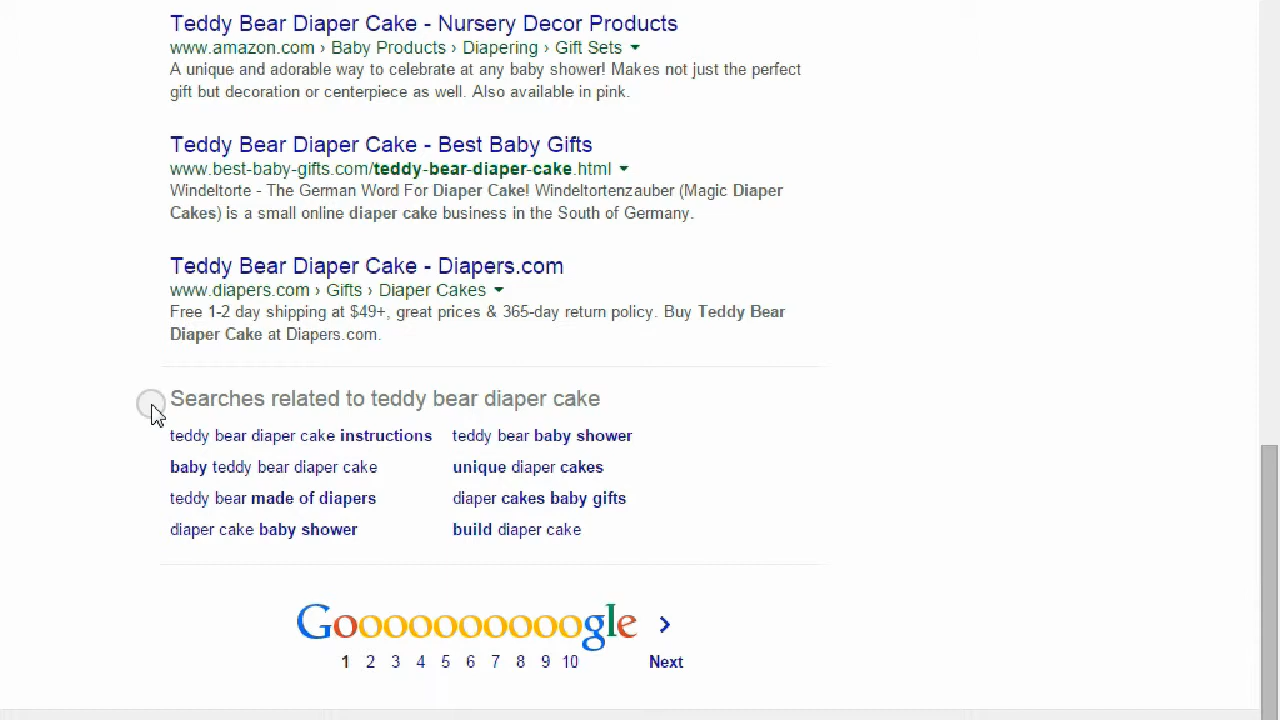 Teddy Bear Diaper Cake - Nursery Decor Products
www.amazon.com › Baby Products › Diapering › Gift Sets
A unique and adorable way to celebrate at any baby shower! Makes not just the perfect
gift but decoration or centerpiece as well. Also available in pink.
Teddy Bear Diaper Cake - Best Baby Gifts
www.best-baby-gifts.com/teddy-bear-diaper-cake.html
Windeltorte - The German Word For Diaper Cake! Windeltortenzauber (Magic Diaper
Cakes) is a small online diaper cake business in the South of Germany.
Teddy Bear Diaper Cake - Diapers.com
www.diapers.com › Gifts › Diaper Cakes
Free 1-2 day shipping at $49+, great prices & 365-day return policy. Buy Teddy Bear
Diaper Cake at Diapers.com.
Searches related to teddy bear diaper cake
teddy bear diaper cake instructions teddy bear baby shower
baby teddy bear diaper cake unique diaper cakes
teddy bear made of diapers diaper cakes baby gifts
diaper cake baby shower build diaper cake
Goooooooooogle ›
1 2 3 4 5 6 7 8 9 10 Next